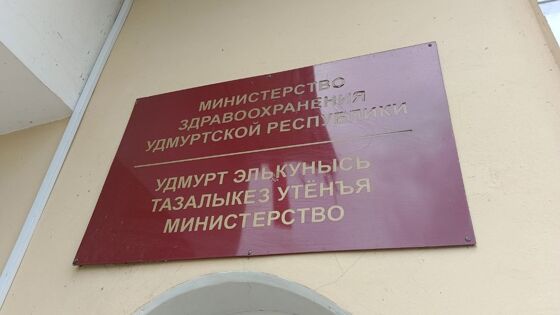 МИНИСТЕРСТВО
ЗДРАВООХРАНЕНИЯ
УДМУРТСКОЙ РЕСПУБЛИКИ
УДМУРТ ЭЛЬКУНЫСЬ
ТАЗАЛЫКЕЗ УТЁНЪЯ
МИНИСТЕРСТВО